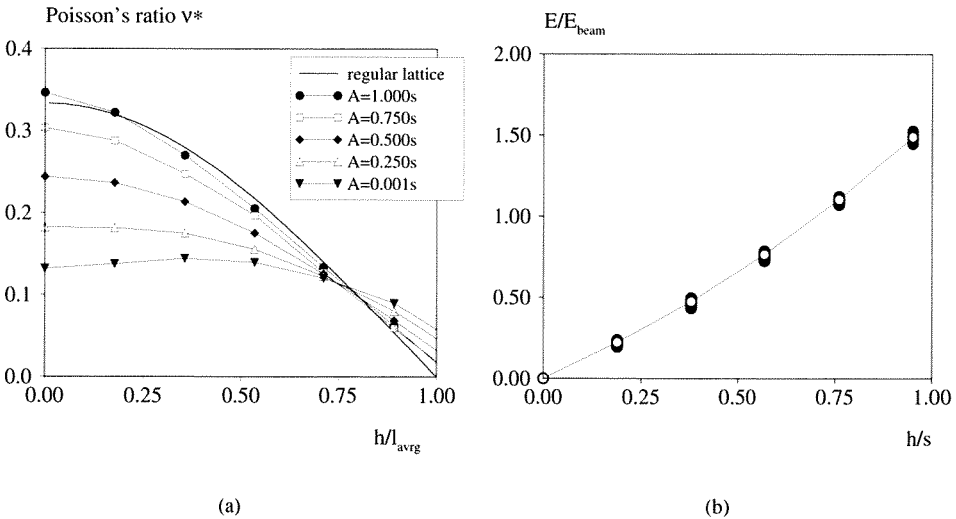 Poisson's ratio ν*
0.4
0.3
0.2
0.1
0.0
0.00
0.25
0.50
0.75
1.00
h/l_avrg
regular lattice
A=1.000s
A=0.750s
A=0.500s
A=0.250s
A=0.001s
(a)
E/E_beam
2.00
1.50
1.00
0.50
0.00
0.00
0.25
0.50
0.75
1.00
h/s
(b)